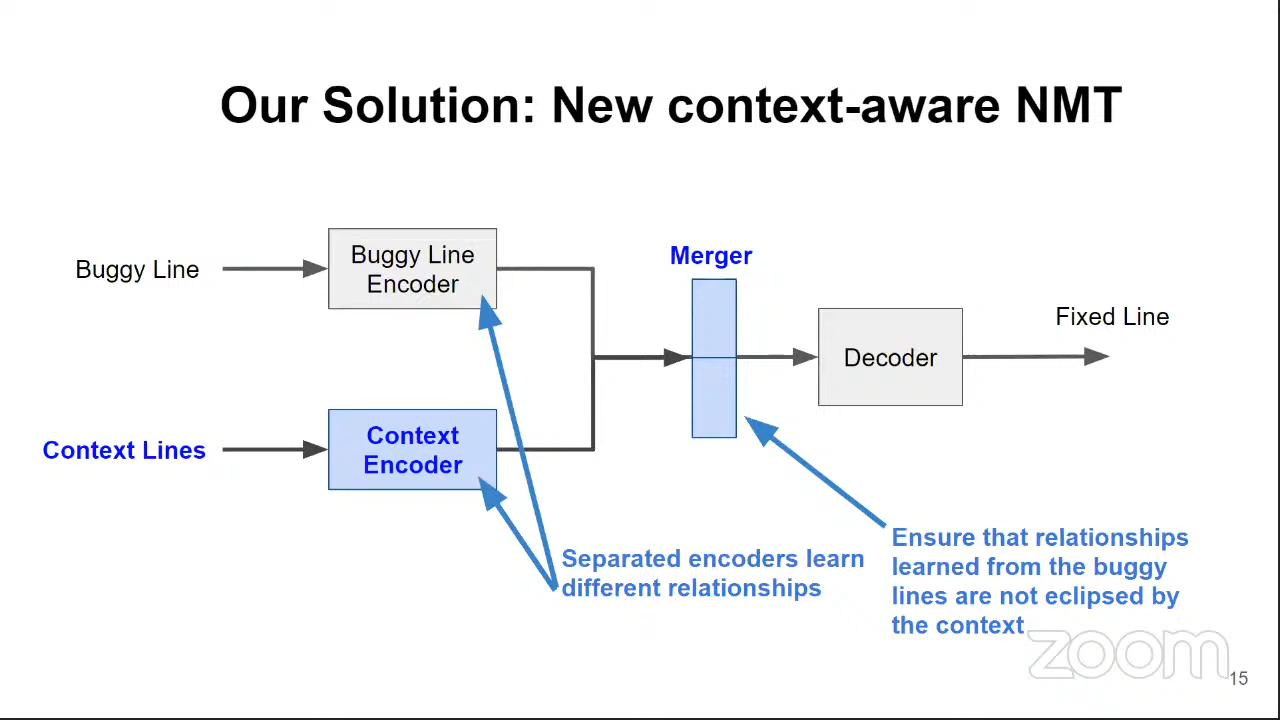 Our Solution: New context-aware NMT
Buggy Line
Buggy Line
Encoder
Merger
Fixed Line
Decoder
Context Lines
Context
Encoder
Separated encoders learn
different relationships
Ensure that relationships
learned from the buggy
lines are not eclipsed by
the context
zoom
15